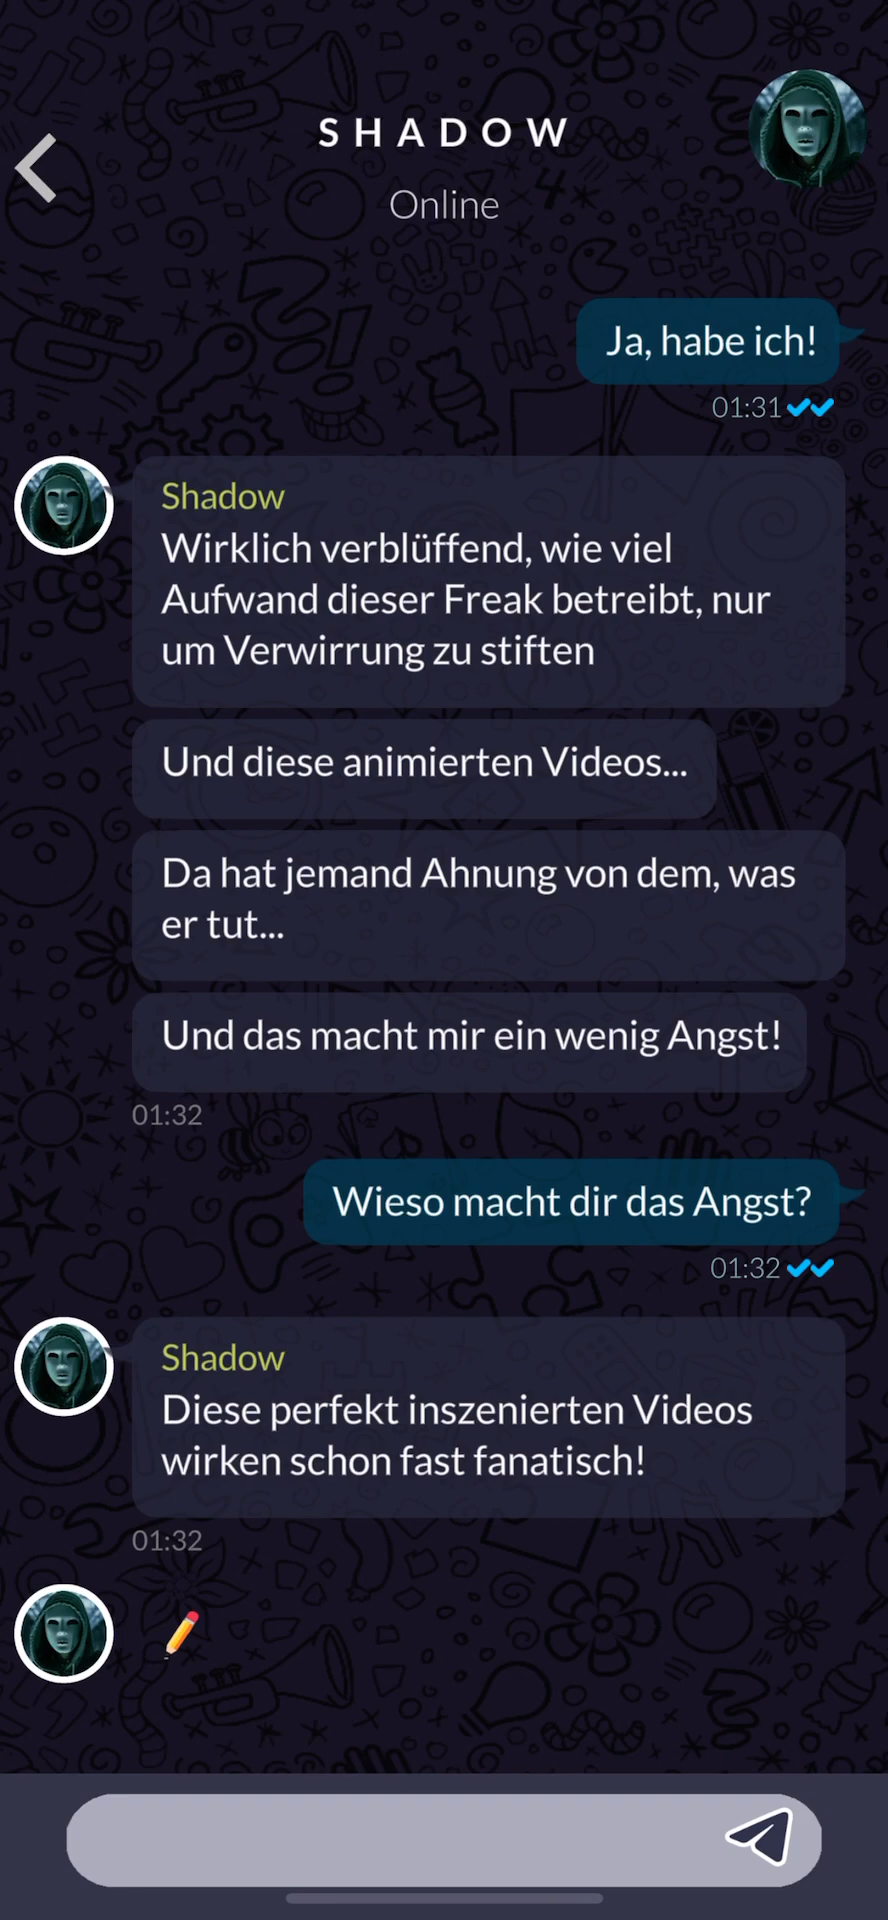 SHADOW
Online
Ja, habe ich!
01:31
Shadow
Wirklich verblüffend, wie viel
Aufwand dieser Freak betreibt, nur
um Verwirrung zu stiften
Und diese animierten Videos...
Da hat jemand Ahnung von dem, was
er tut...
Und das macht mir ein wenig Angst!
01:32
Wieso macht dir das Angst?
01:32
Shadow
Diese perfekt inszenierten Videos
wirken schon fast fanatisch!
01:32